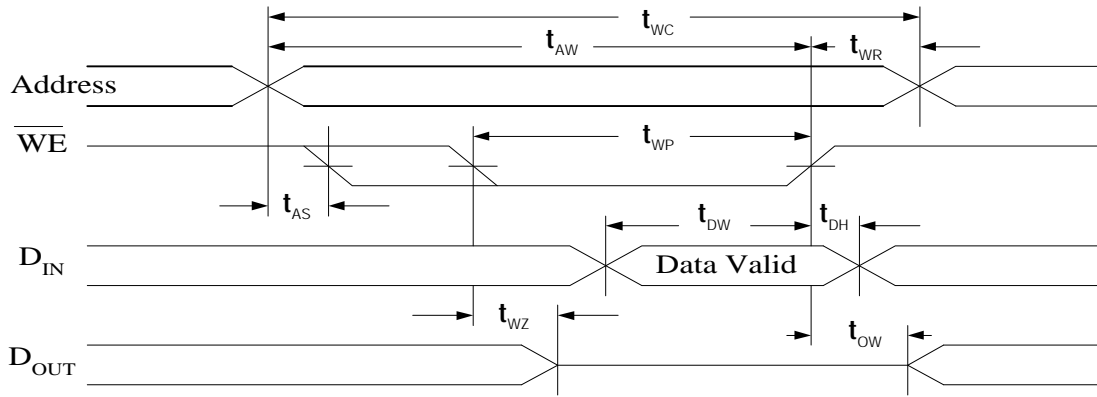 tWC
tAW
tWR
Address
WE
tWP
tAS
tDW
tDH
DIN
Data Valid
tWZ
tOW
DOUT